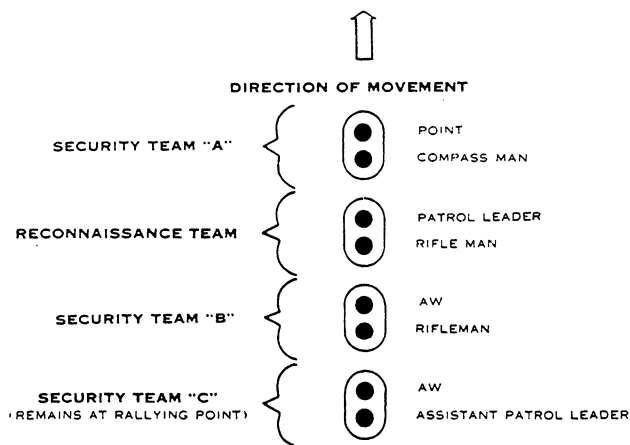 DIRECTION OF MOVEMENT
SECURITY TEAM "A"
POINT
COMPASS MAN
RECONNAISSANCE TEAM
PATROL LEADER
RIFLE MAN
SECURITY TEAM "B"
AW
RIFLEMAN
SECURITY TEAM "C"
(REMAINS AT RALLYING POINT)
AW
ASSISTANT PATROL LEADER